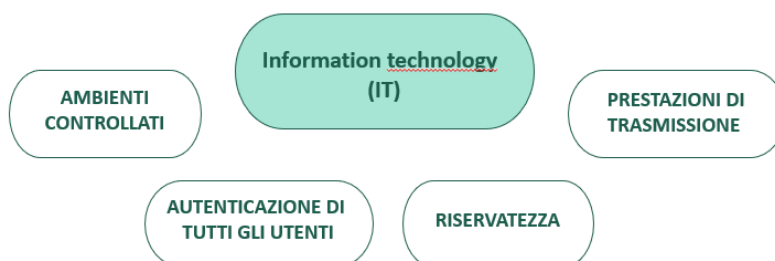 Information technology
(IT)
AMBIENTI
CONTROLLATI
PRESTAZIONI DI
TRASMISSIONE
AUTENTICAZIONE DI
TUTTI GLI UTENTI
RISERVATEZZA